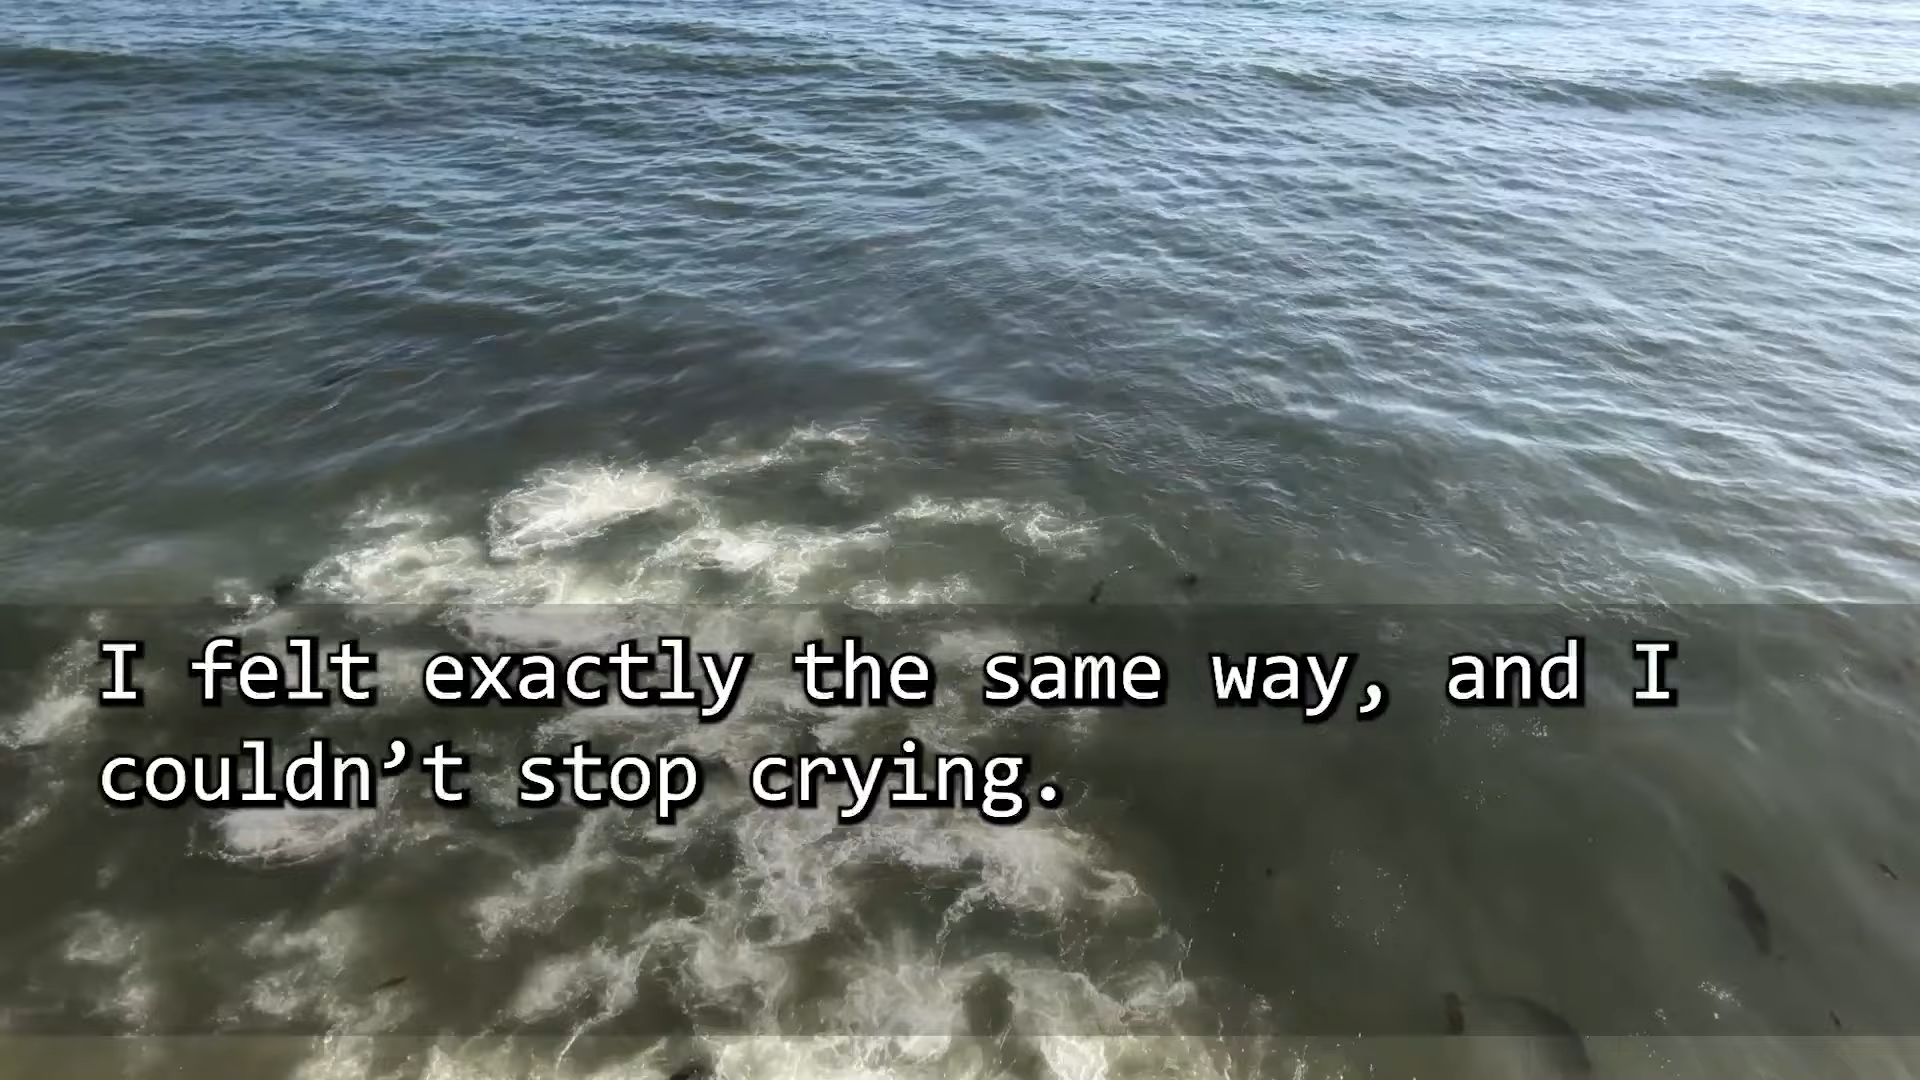 I felt exactly the same way, and I
couldn’t stop crying.